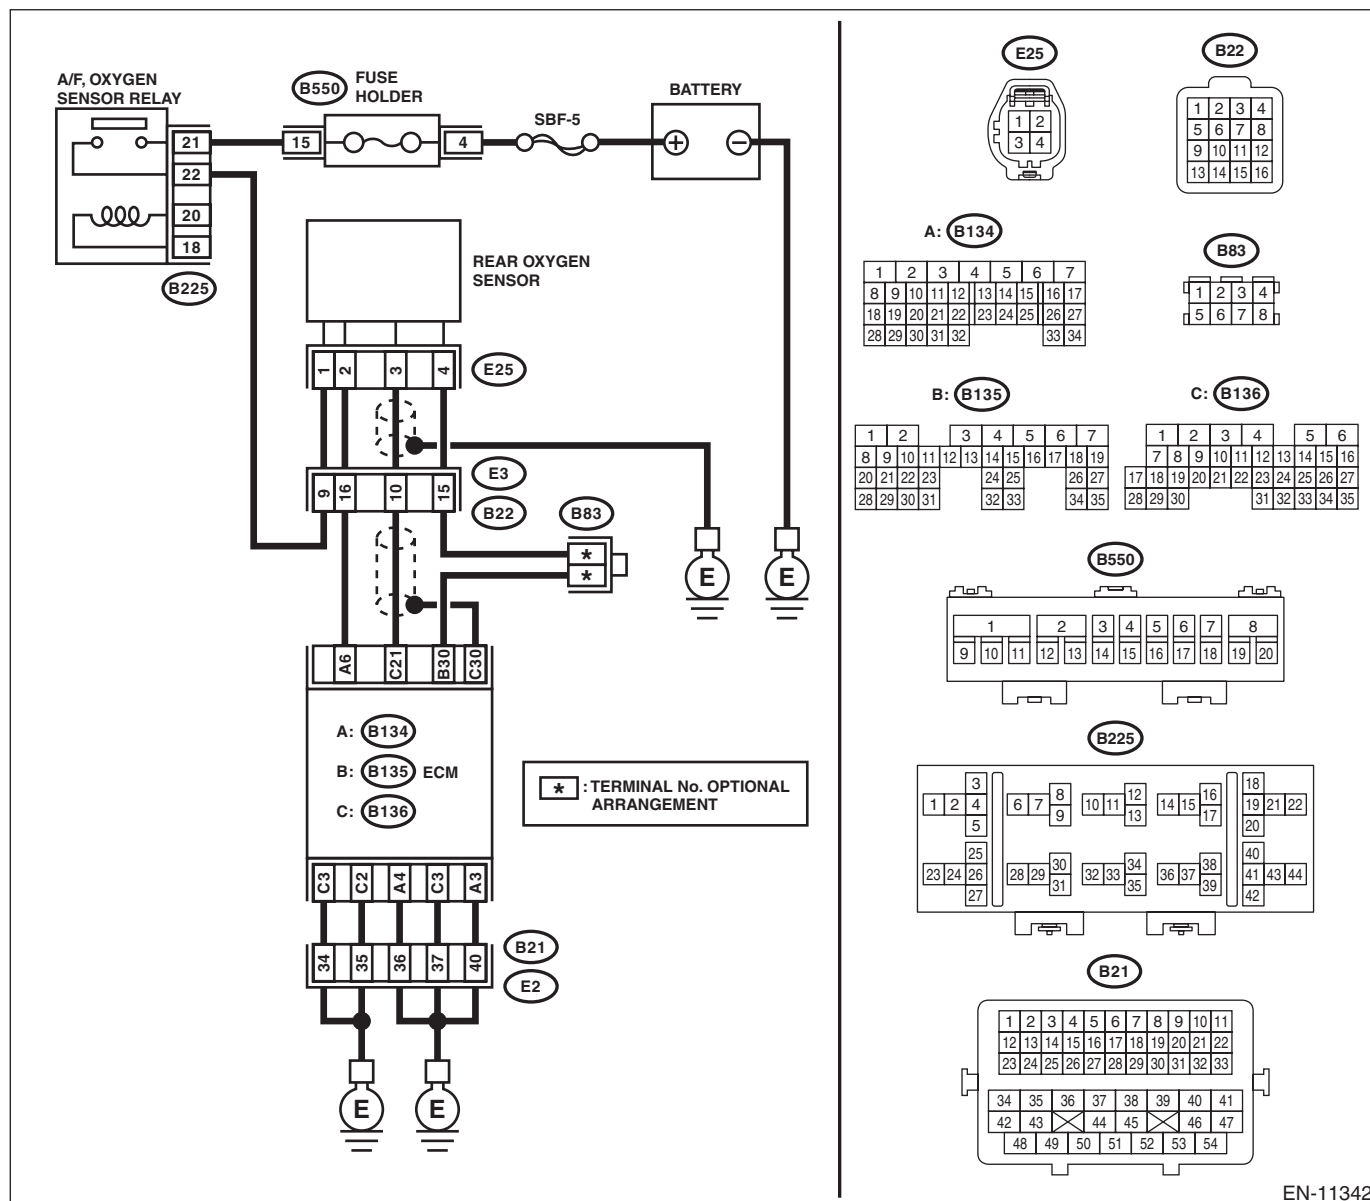 A/F, OXYGEN
SENSOR RELAY
B550
FUSE
HOLDER
BATTERY
SBF-5
21
15
4
+
−
22
20
18
B225
REAR OXYGEN
SENSOR
1 2 3 4
E25
E3
9 16 10 15
B22
B83
*
*
E
E
A6 C21 B30 C30
A: B134
B: B135 ECM
C: B136
* : TERMINAL No. OPTIONAL
ARRANGEMENT
C3 C2 A4 C3 A3
B21
34 35 36 37 40
E2
E
E
E25
1 2
3 4
B22
1 2 3 4
5 6 7 8
9 10 11 12
13 14 15 16
A: B134
1 2 3 4 5 6 7
8 9 10 11 12 13 14 15 16 17
18 19 20 21 22 23 24 25 26 27
28 29 30 31 32 33 34
B83
1 2 3 4
5 6 7 8
B: B135
1 2 3 4 5 6 7
8 9 10 11 12 13 14 15 16 17 18 19
20 21 22 23 24 25 26 27
28 29 30 31 32 33 34 35
C: B136
1 2 3 4 5 6
7 8 9 10 11 12 13 14 15 16
17 18 19 20 21 22 23 24 25 26 27
28 29 30 31 32 33 34 35
B550
1 2 3 4 5 6 7 8
9 10 11 12 13 14 15 16 17 18 19 20
B225
3 8 12 16 18
1 2 4 6 7 10 11 14 15 19 21 22
5 9 13 17 20
25 30 34 38 40
23 24 26 28 29 32 33 36 37 41 43 44
27 31 35 39 42
B21
1 2 3 4 5 6 7 8 9 10 11
12 13 14 15 16 17 18 19 20 21 22
23 24 25 26 27 28 29 30 31 32 33
34 35 36 37 38 39 40 41
42 43 44 45 46 47
48 49 50 51 52 53 54
EN-11342